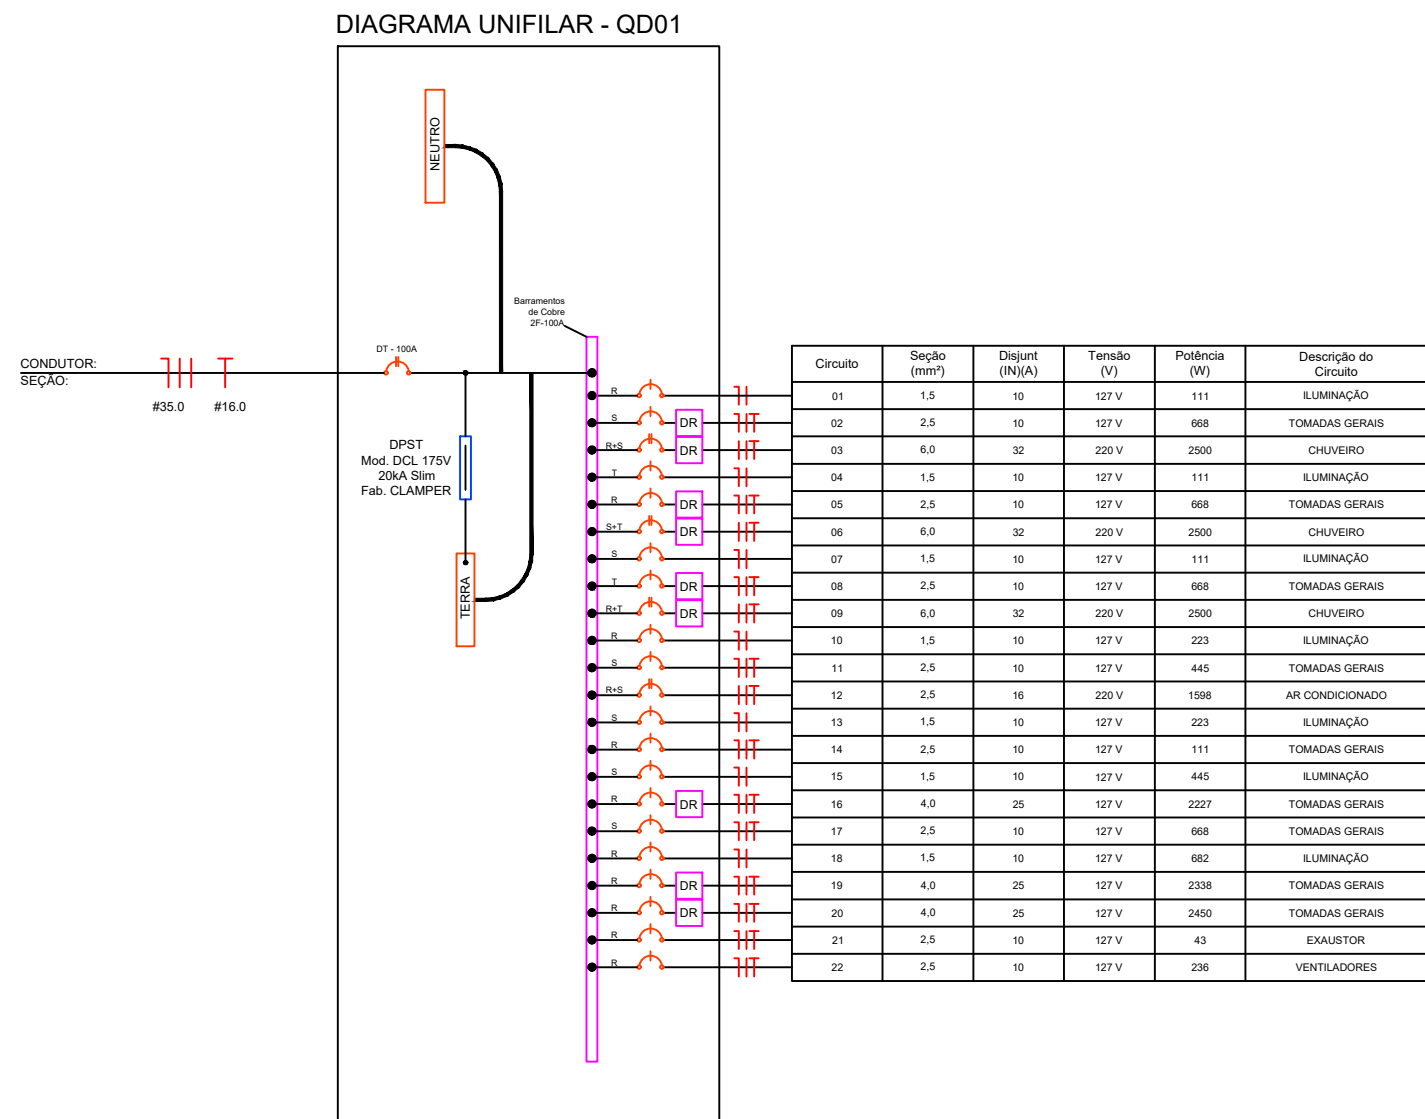 DIAGRAMA UNIFILAR - QD01
NEUTRO
Barramentos
de Cobre
2F-100A
DT - 100A
CONDUTOR:
SEÇÃO:
#35.0 #16.0
DPST
Mod. DCL 175V
20kA Slim
Fab. CLAMPER
TERRA
Circuito Seção (mm²) Disjunt (IN)(A) Tensão (V) Potência (W) Descrição do Circuito
R 01 1,5 10 127 V 111 ILUMINAÇÃO
S DR 02 2,5 10 127 V 668 TOMADAS GERAIS
R+S DR 03 6,0 32 220 V 2500 CHUVEIRO
T 04 1,5 10 127 V 111 ILUMINAÇÃO
R DR 05 2,5 10 127 V 668 TOMADAS GERAIS
S+T DR 06 6,0 32 220 V 2500 CHUVEIRO
S 07 1,5 10 127 V 111 ILUMINAÇÃO
T DR 08 2,5 10 127 V 668 TOMADAS GERAIS
R+T DR 09 6,0 32 220 V 2500 CHUVEIRO
R 10 1,5 10 127 V 223 ILUMINAÇÃO
S 11 2,5 10 127 V 445 TOMADAS GERAIS
R+S 12 2,5 16 220 V 1598 AR CONDICIONADO
S 13 1,5 10 127 V 223 ILUMINAÇÃO
R 14 2,5 10 127 V 111 TOMADAS GERAIS
S 15 1,5 10 127 V 445 ILUMINAÇÃO
R DR 16 4,0 25 127 V 2227 TOMADAS GERAIS
S 17 2,5 10 127 V 668 TOMADAS GERAIS
R 18 1,5 10 127 V 682 ILUMINAÇÃO
R DR 19 4,0 25 127 V 2338 TOMADAS GERAIS
R DR 20 4,0 25 127 V 2450 TOMADAS GERAIS
R 21 2,5 10 127 V 43 EXAUSTOR
R 22 2,5 10 127 V 236 VENTILADORES